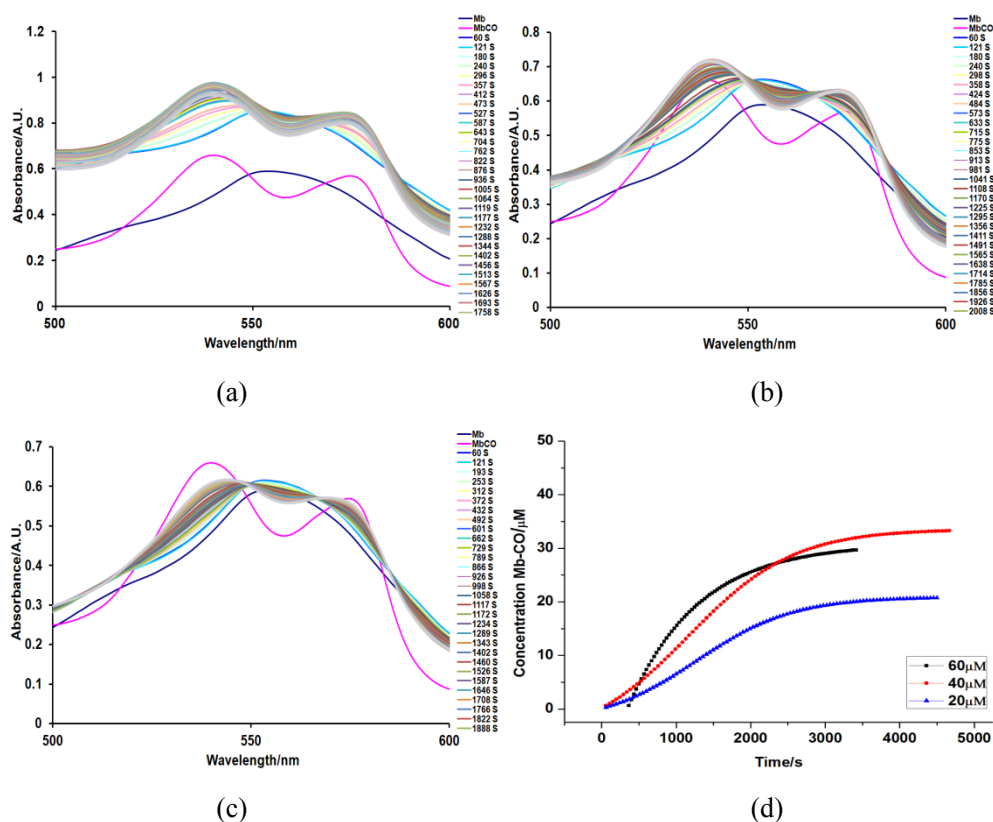 Absorbance/A.U.
1.2
1
0.8
0.6
0.4
0.2
0
500
550
600
Wavelength/nm
Mb
MbCO
60 S
121 S
180 S
240 S
296 S
357 S
412 S
473 S
527 S
587 S
643 S
704 S
762 S
822 S
876 S
936 S
1005 S
1064 S
1119 S
1177 S
1232 S
1288 S
1344 S
1402 S
1456 S
1513 S
1567 S
1626 S
1693 S
1758 S
(a)
Absorbance/A.U.
0.8
0.7
0.6
0.5
0.4
0.3
0.2
0.1
0
500
550
600
Wavelength/nm
Mb
MbCO
60 S
121 S
180 S
240 S
298 S
358 S
424 S
484 S
573 S
633 S
715 S
775 S
853 S
913 S
981 S
1041 S
1108 S
1170 S
1225 S
1295 S
1356 S
1411 S
1491 S
1565 S
1638 S
1714 S
1785 S
1856 S
1926 S
2008 S
(b)
Absorbance/A.U.
0.7
0.6
0.5
0.4
0.3
0.2
0.1
0
500
550
600
Wavelength/nm
Mb
MbCO
60 S
121 S
193 S
253 S
312 S
372 S
432 S
492 S
601 S
662 S
729 S
789 S
866 S
926 S
998 S
1058 S
1117 S
1172 S
1234 S
1289 S
1343 S
1402 S
1460 S
1526 S
1587 S
1646 S
1708 S
1766 S
1822 S
1888 S
(c)
Concentration Mb-CO/μM
50
40
30
20
10
0
0
1000
2000
3000
4000
5000
Time/s
60μM
40μM
20μM
(d)